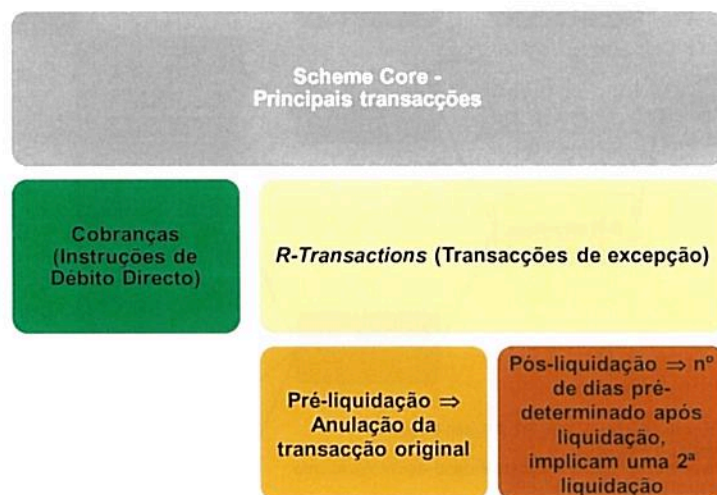 Scheme Core -
Principais transacções
Cobranças
(Instruções de
Débito Directo)
R-Transactions (Transacções de excepção)
Pré-liquidação ⇒
Anulação da
transacção original
Pós-liquidação ⇒ nº
de dias pré-
determinado após
liquidação,
implicam uma 2ª
liquidação